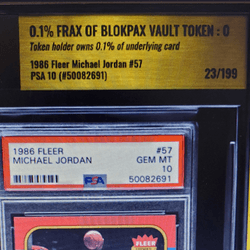 0.1% FRAX OF BLOKPAX VAULT TOKEN : 0
Token holder owns 0.1% of underlying card
1986 Fleer Michael Jordan #57
PSA 10 (#50082691)
23/199
1986 FLEER #57
MICHAEL JORDAN GEM MT
10
PSA 50082691
FLEER